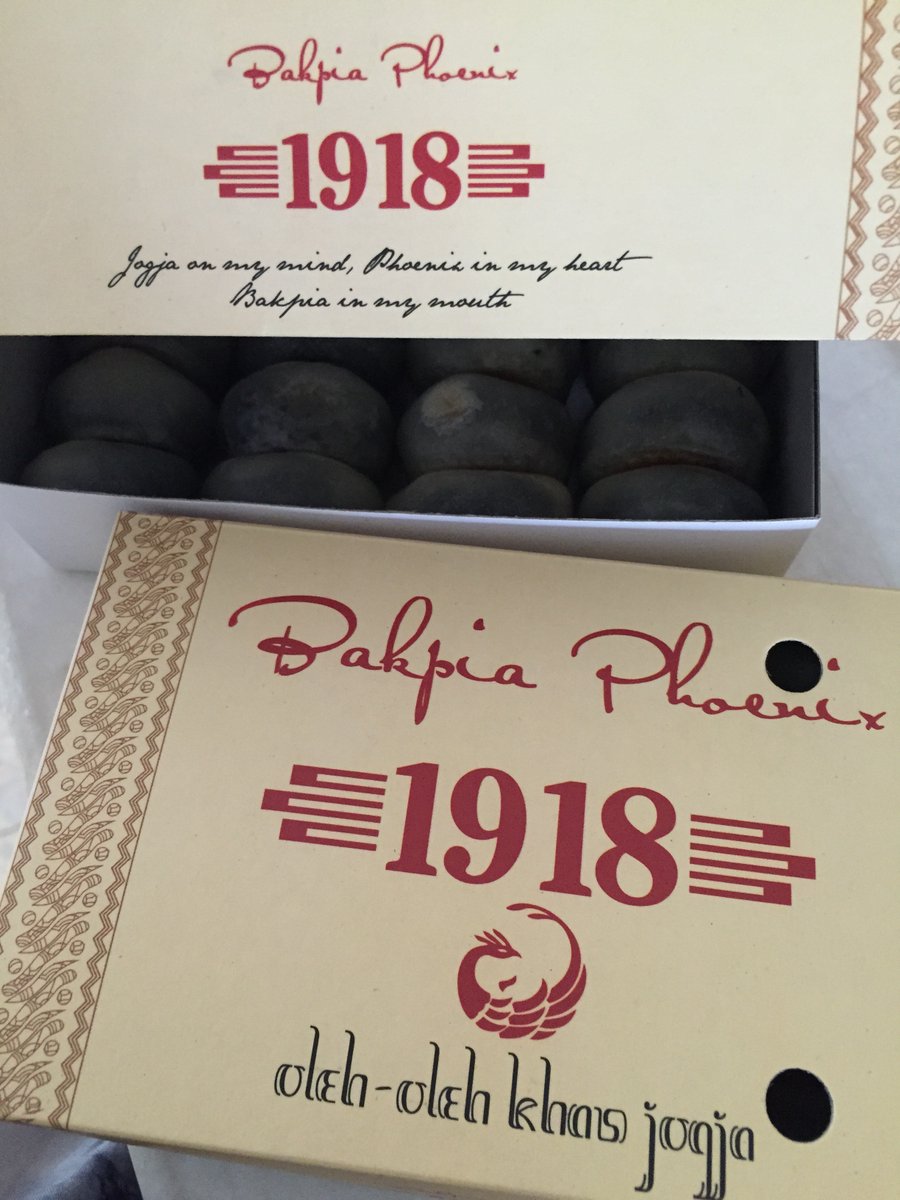 Bakpia Phoenix
1918
Jogja on my mind, Phoenix in my heart
Bakpia in my mouth
Bakpia Phoenix
1918
oleh-oleh khas jogja